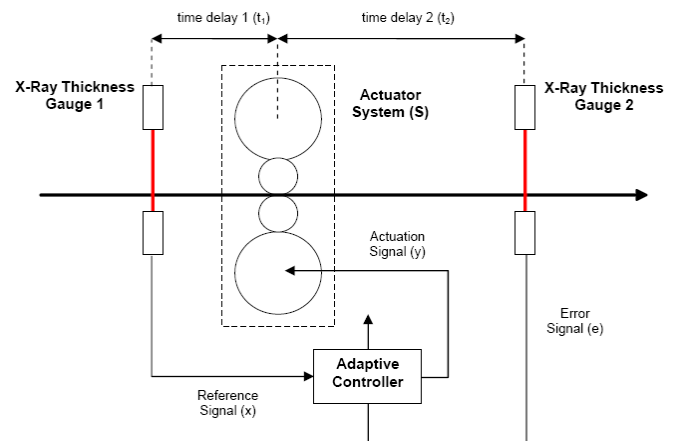 time delay 1 (t₁)
time delay 2 (t₂)
X-Ray Thickness
Gauge 1
Actuator
System (S)
X-Ray Thickness
Gauge 2
Actuation
Signal (y)
Error
Signal (e)
Adaptive
Controller
Reference
Signal (x)